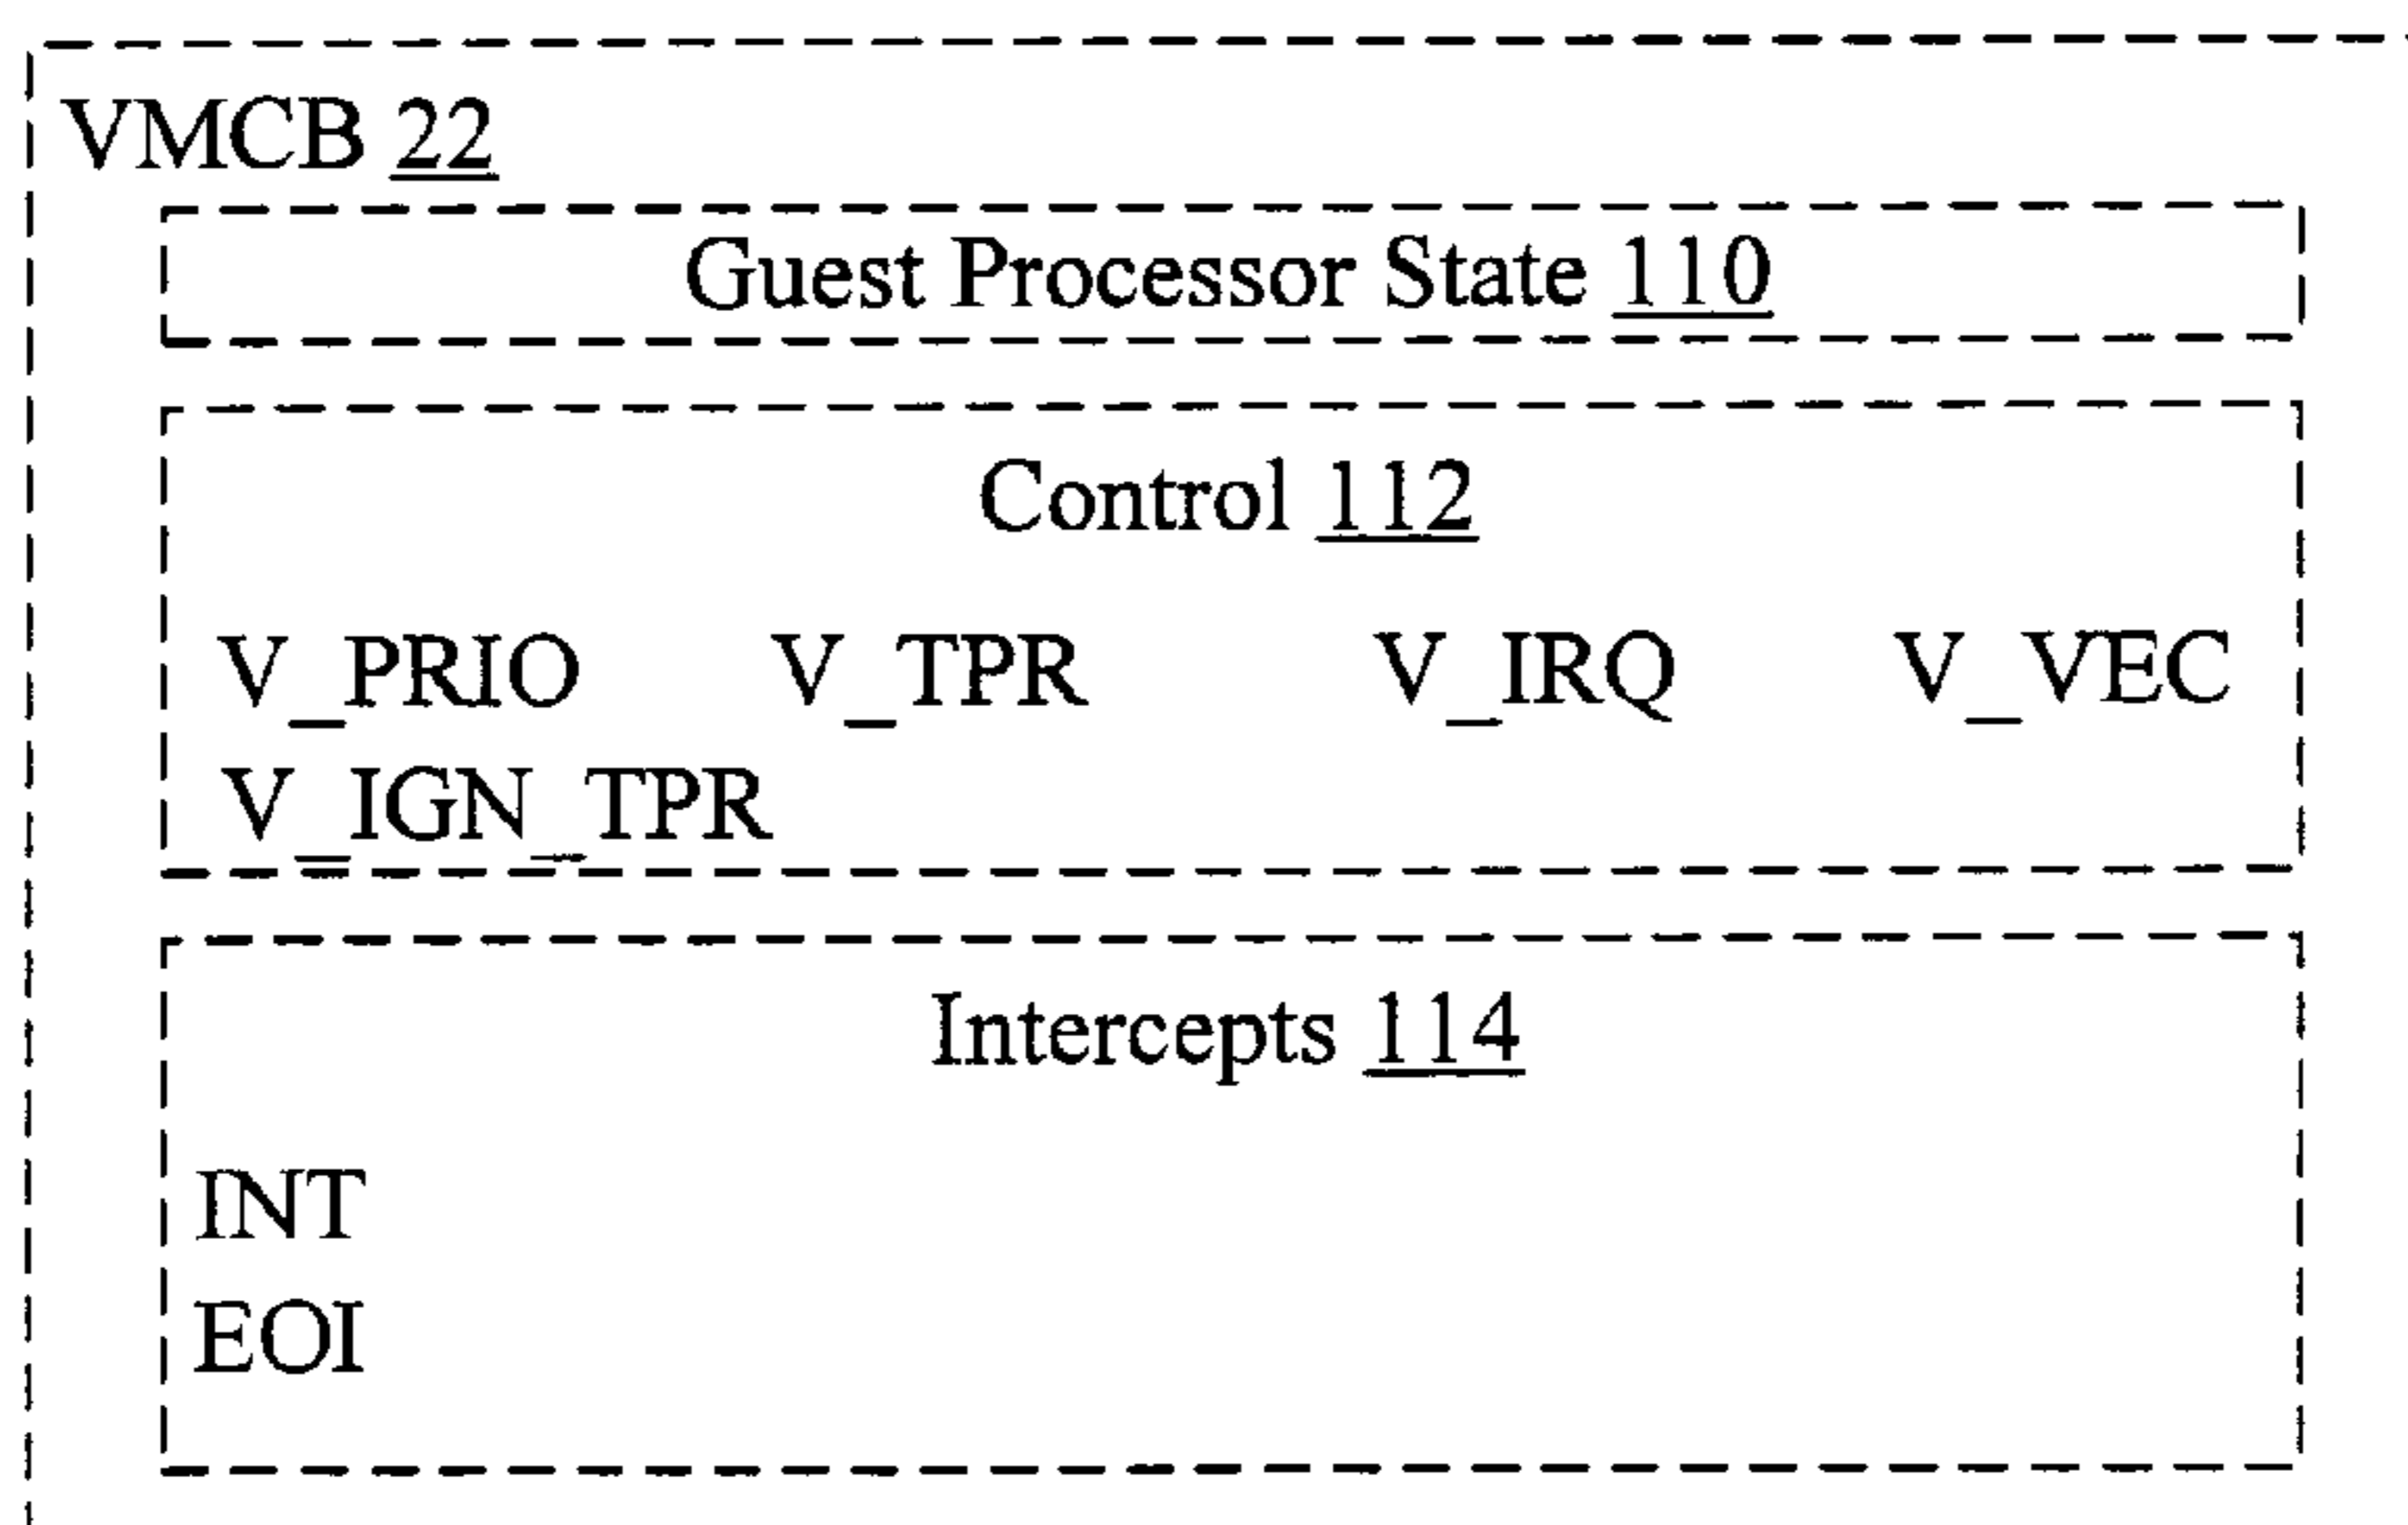 VMCB 22
Guest Processor State 110
Control 112
V_PRIO V_TPR V_IRQ V_VEC
V_IGN_TPR
Intercepts 114
INT
EOI